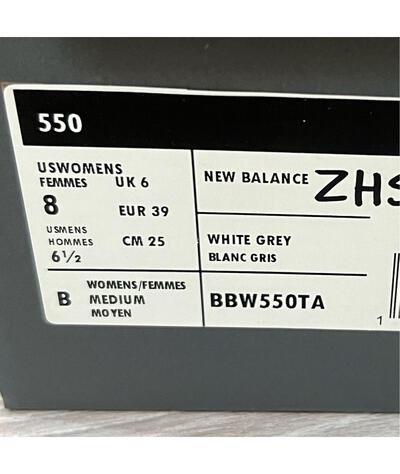 550
USWOMENS
FEMMES UK 6
8 EUR 39
USMENS
HOMMES CM 25
6½
B WOMENS/FEMMES
MEDIUM
MOYEN
NEW BALANCE ZHS
WHITE GREY
BLANC GRIS
BBW550TA
1